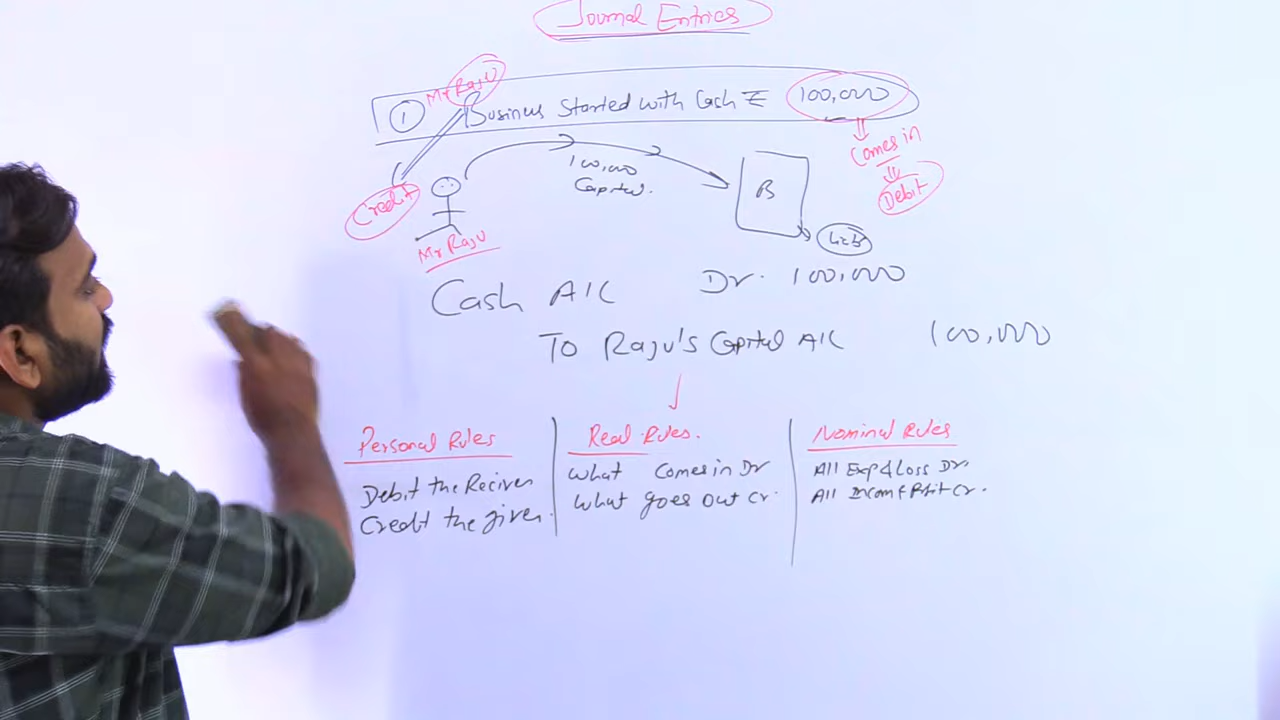 Journal Entries
Mr Raju
① Business Started with Cash ₹ 100,000
Comes in
Debit
Credit
100,000
Capital.
B
Mr Raju
Cash A/C Dr. 100,000
To Raju's Capital A/C 100,000
Personal Rules
Debit the Reciver
Credit the giver.
Real Rules.
What Comes in Dr
What goes out Cr.
Nominal Rules
All Exp & Loss Dr.
All Incom & Profit Cr.